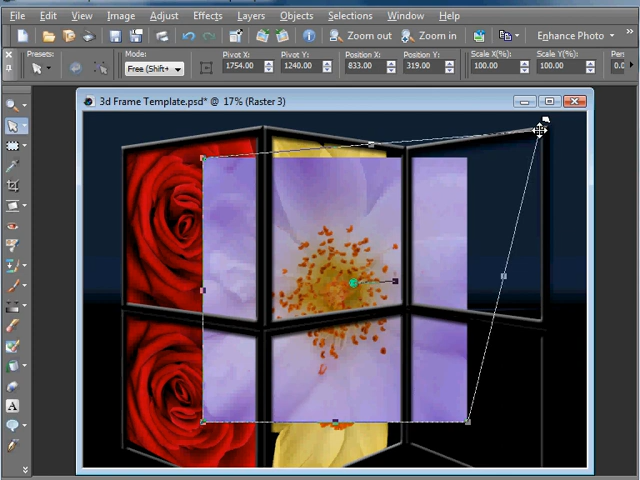 File Edit View Image Adjust Effects Layers Objects Selections Window Help
Zoom out Zoom in Enhance Photo
Presets: Mode: Pivot X: Pivot Y: Position X: Position Y: Scale X(%): Scale Y(%):
Free (Shift+ 1754.00 1240.00 833.00 319.00 100.00 100.00 0.0
3d Frame Template.psd* @ 17% (Raster 3)
A